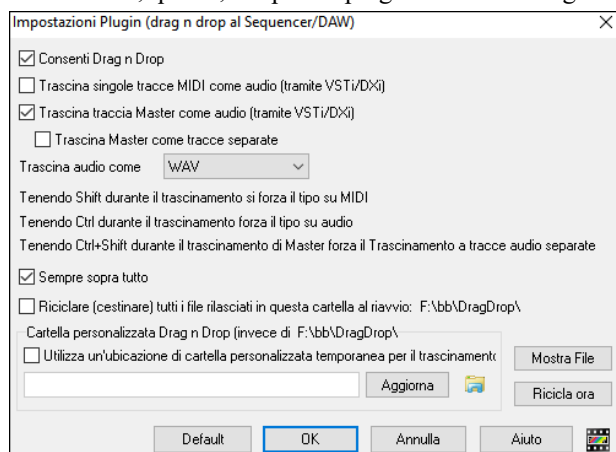 Impostazioni Plugin (drag n drop al Sequencer/DAW)
Consenti Drag n Drop
Trascina singole tracce MIDI come audio (tramite VSTi/DXi)
Trascina traccia Master come audio (tramite VSTi/DXi)
Trascina Master come tracce separate
Trascina audio come WAV
Tenendo Shift durante il trascinamento si forza il tipo su MIDI
Tenendo Ctrl durante il trascinamento forza il tipo su audio
Tenendo Ctrl+Shift durante il trascinamento di Master forza il Trascinamento a tracce audio separate
Sempre sopra tutto
Riciclare (cestinare) tutti i file rilasciati in questa cartella al riavvio: F:\bb\DragDrop\
Cartella personalizzata Drag n Drop (invece di F:\bb\DragDrop\
Utilizza un'ubicazione di cartella personalizzata temporanea per il trascinamento
Mostra File
Aggiorna
Ricicla ora
Default OK Annulla Aiuto